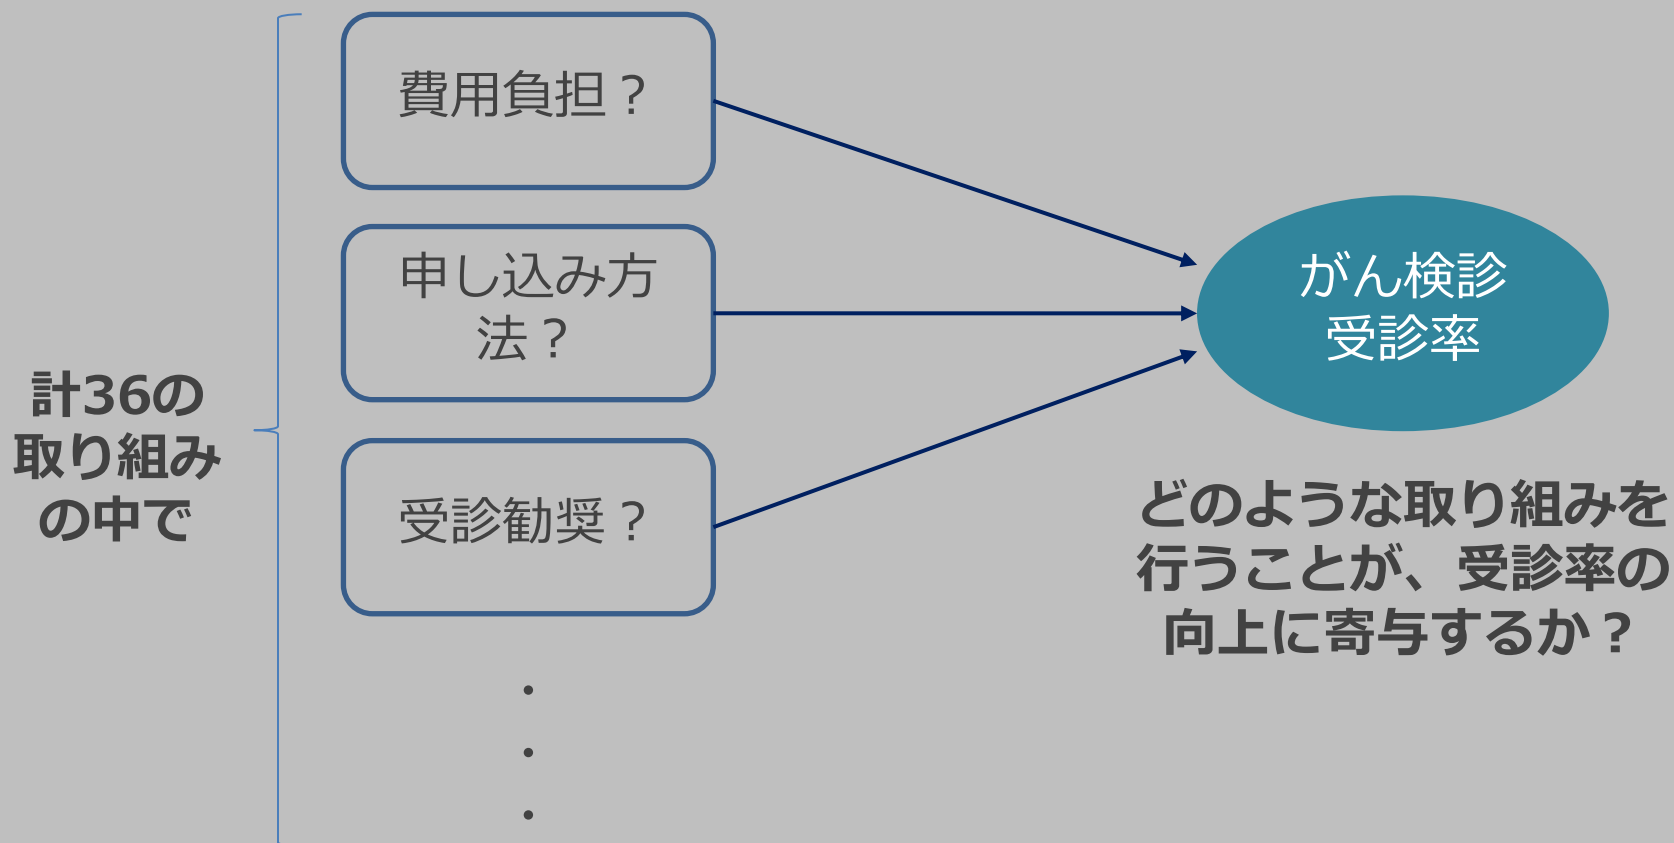 計36の
取り組み
の中で
費用負担？
申し込み方
法？
受診勧奨？
・
・
・
がん検診
受診率
どのような取り組みを
行うことが、受診率の
向上に寄与するか？